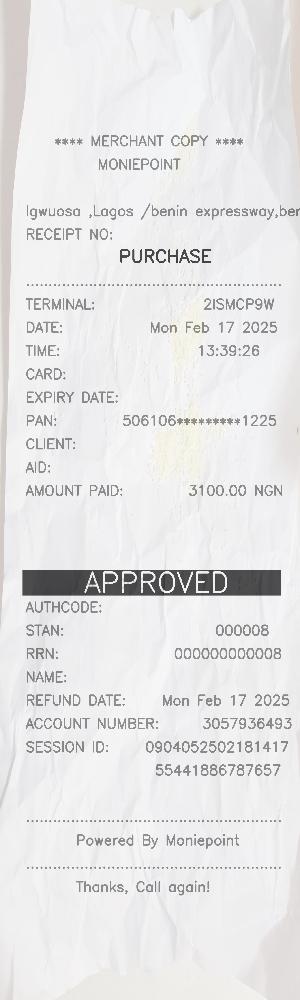 **** MERCHANT COPY ****
MONIEPOINT
Igwuosa ,Lagos /benin expressway,ber
RECEIPT NO:
PURCHASE
TERMINAL: 2ISMCP9W
DATE: Mon Feb 17 2025
TIME: 13:39:26
CARD:
EXPIRY DATE:
PAN: 506106*********1225
CLIENT:
AID:
AMOUNT PAID: 3100.00 NGN
APPROVED
AUTHCODE:
STAN: 000008
RRN: 000000000008
NAME:
REFUND DATE: Mon Feb 17 2025
ACCOUNT NUMBER: 3057936493
SESSION ID: 0904052502181417
55441886787657
Powered By Moniepoint
Thanks, Call again!